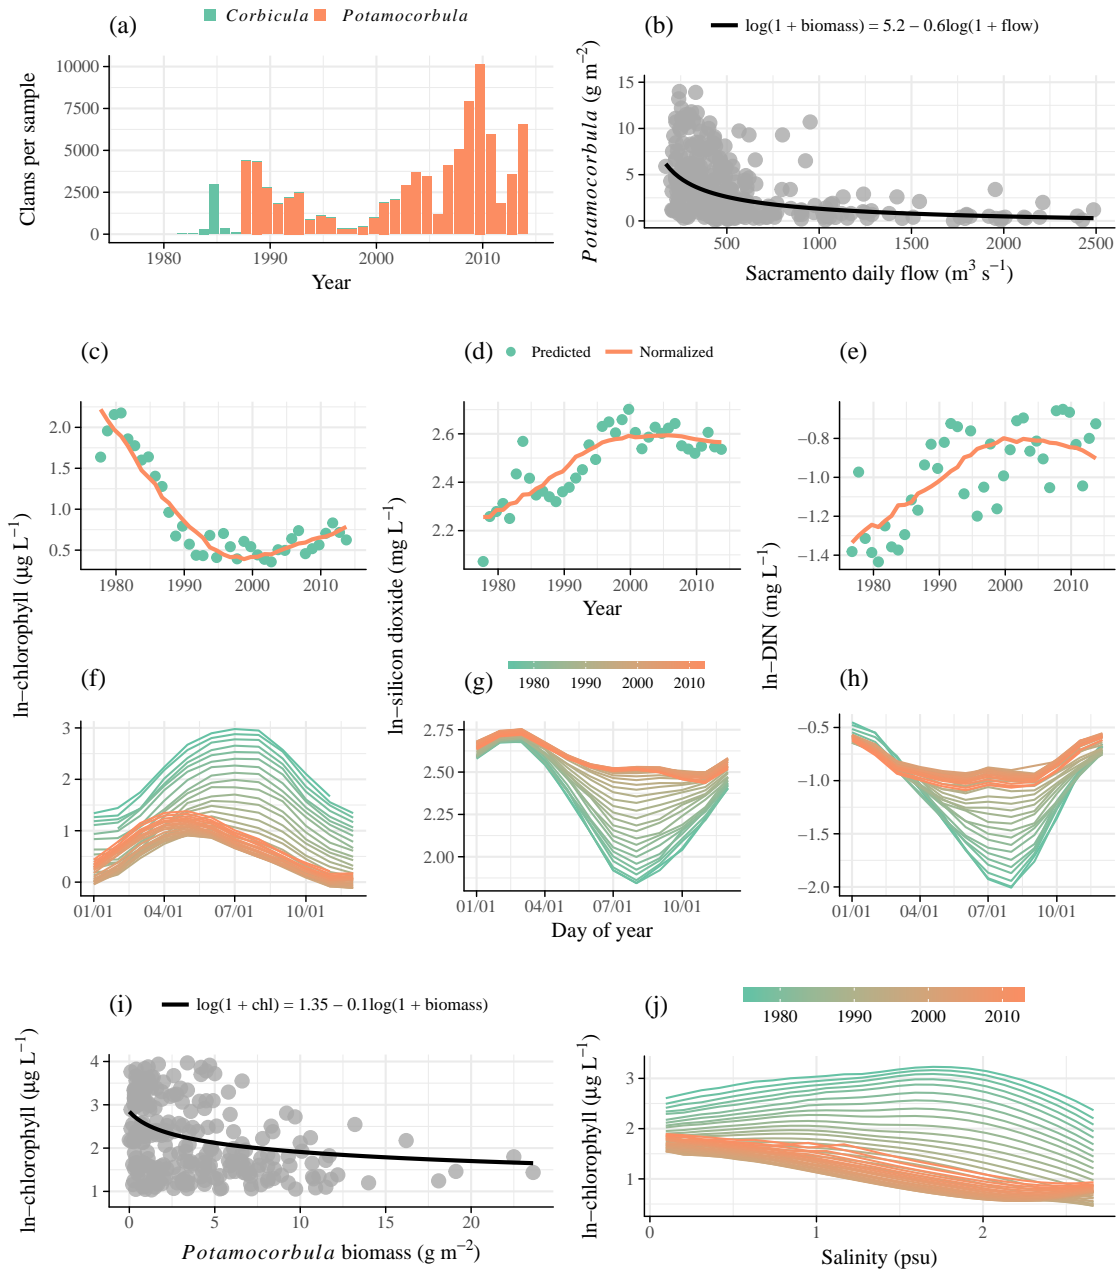 (a)
Corbicula Potamocorbula
Clams per sample
10000
7500
5000
2500
0
1980 1990 2000 2010
Year
(b)
log(1 + biomass) = 5.2 − 0.6log(1 + flow)
Potamocorbula (g m−2)
15
10
5
0
500 1000 1500 2000 2500
Sacramento daily flow (m3 s−1)
(c)
(d)
Predicted Normalized
(e)
ln−chlorophyll (µg L−1)
2.0
1.5
1.0
0.5
1980 1990 2000 2010
ln−silicon dioxide (mg L−1)
2.6
2.4
2.2
1980 1990 2000 2010
Year
ln−DIN (mg L−1)
−0.8
−1.0
−1.2
−1.4
1980 1990 2000 2010
(f)
3
2
1
0
01/01 04/01 07/01 10/01
(g)
1980 1990 2000 2010
2.75
2.50
2.25
2.00
01/01 04/01 07/01 10/01
Day of year
(h)
−0.5
−1.0
−1.5
−2.0
01/01 04/01 07/01 10/01
(i)
log(1 + chl) = 1.35 − 0.1log(1 + biomass)
ln−chlorophyll (µg L−1)
4
3
2
1
0 5 10 15 20
Potamocorbula biomass (g m−2)
(j)
1980 1990 2000 2010
ln−chlorophyll (µg L−1)
3
2
1
0 1 2
Salinity (psu)